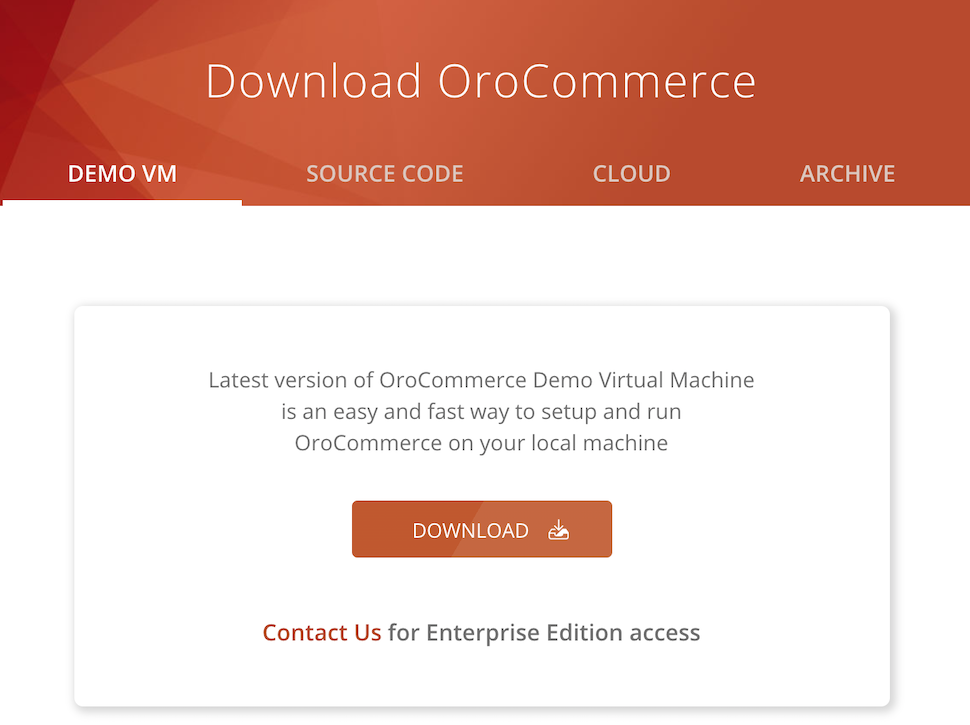 Download OroCommerce
DEMO VM SOURCE CODE CLOUD ARCHIVE
Latest version of OroCommerce Demo Virtual Machine
is an easy and fast way to setup and run
OroCommerce on your local machine
DOWNLOAD
Contact Us for Enterprise Edition access